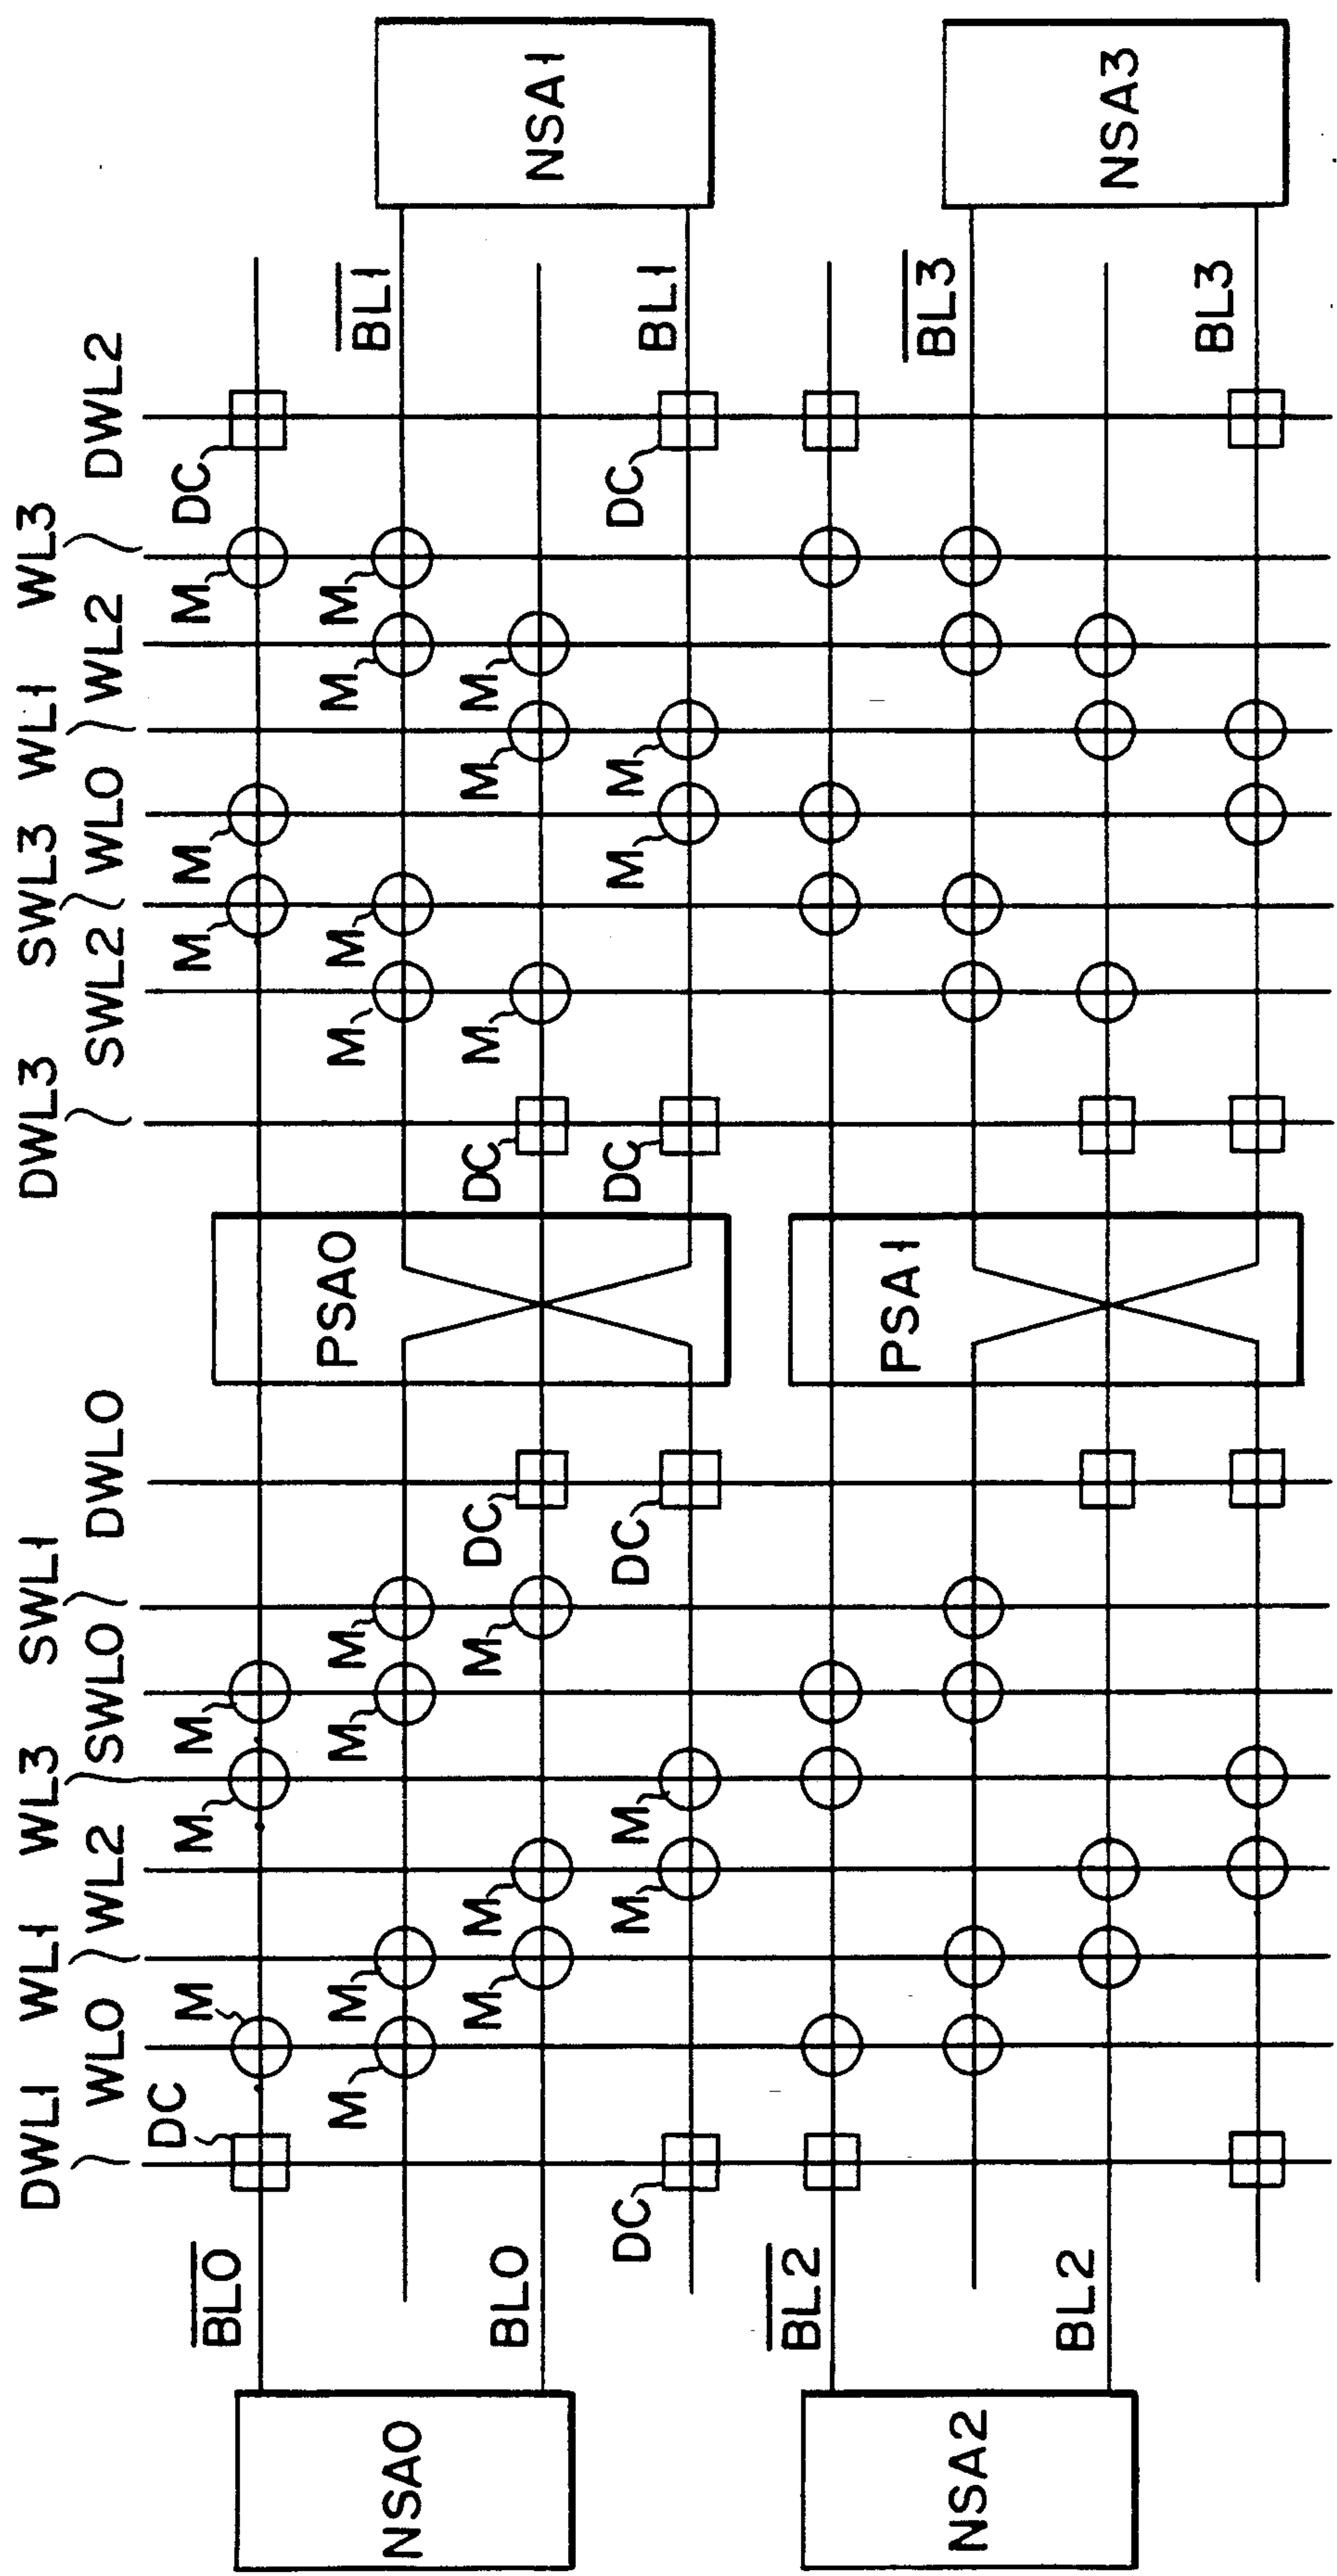 DWL1 WL1 WL3 SWL1 DWL3 SWL3 WL1 WL3
WL0 WL2 SWL0 DWL0 SWL2 WL0 WL2 DWL2
DC M M M M M M DC
BL0
M M M M M M M M
PSA0
BL1
NSA0
NSA1
BL0
M M M DC DC M M M
DC M M DC DC M M DC
BL1
BL2
PSA1
BL3
NSA2
NSA3
BL2
BL3